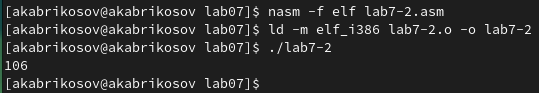 [akabrikosov@akabrikosov lab07]$ nasm -f elf lab7-2.asm
[akabrikosov@akabrikosov lab07]$ ld -m elf_i386 lab7-2.o -o lab7-2
[akabrikosov@akabrikosov lab07]$ ./lab7-2
106
[akabrikosov@akabrikosov lab07]$